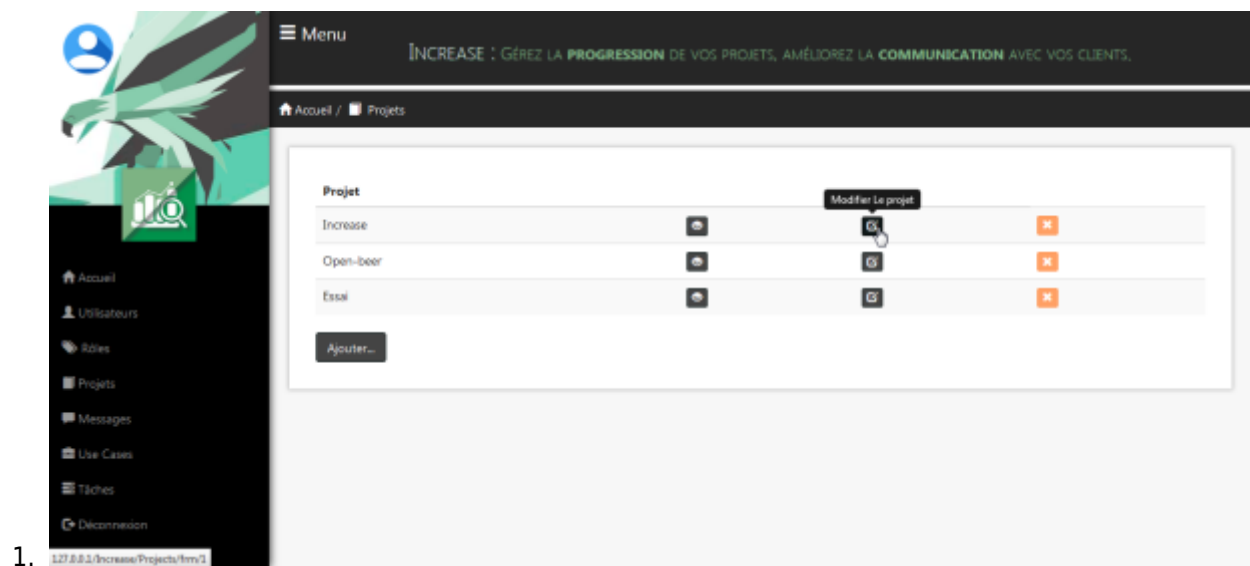 Menu
INCREASE : GÉREZ LA PROGRESSION DE VOS PROJETS, AMÉLIOREZ LA COMMUNICATION AVEC VOS CLIENTS.
Accueil / Projets
Projet
Modifier Le projet
Increase
Open-beer
Essai
Ajouter...
Accueil
Utilisateurs
Rôles
Projets
Messages
Use Cases
Tâches
Déconnexion
1. 127.0.0.1/Increase/Projects/frm/1